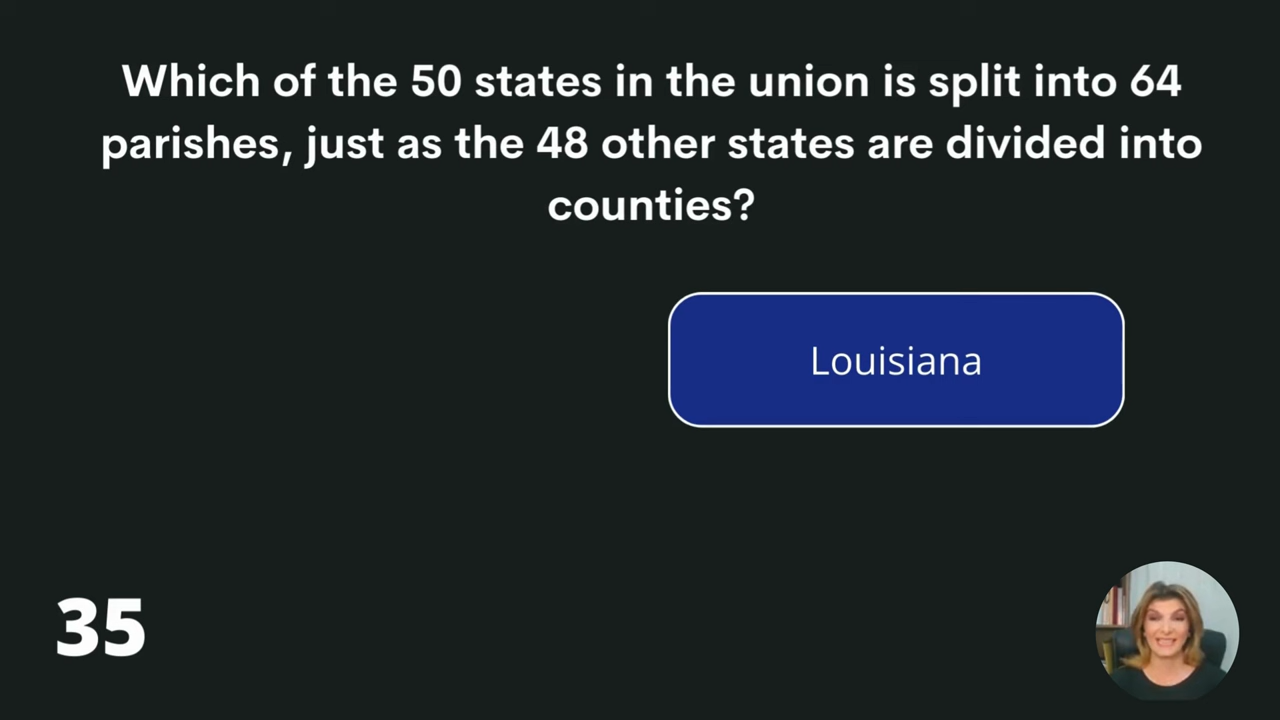 Which of the 50 states in the union is split into 64
parishes, just as the 48 other states are divided into
counties?
Louisiana
35